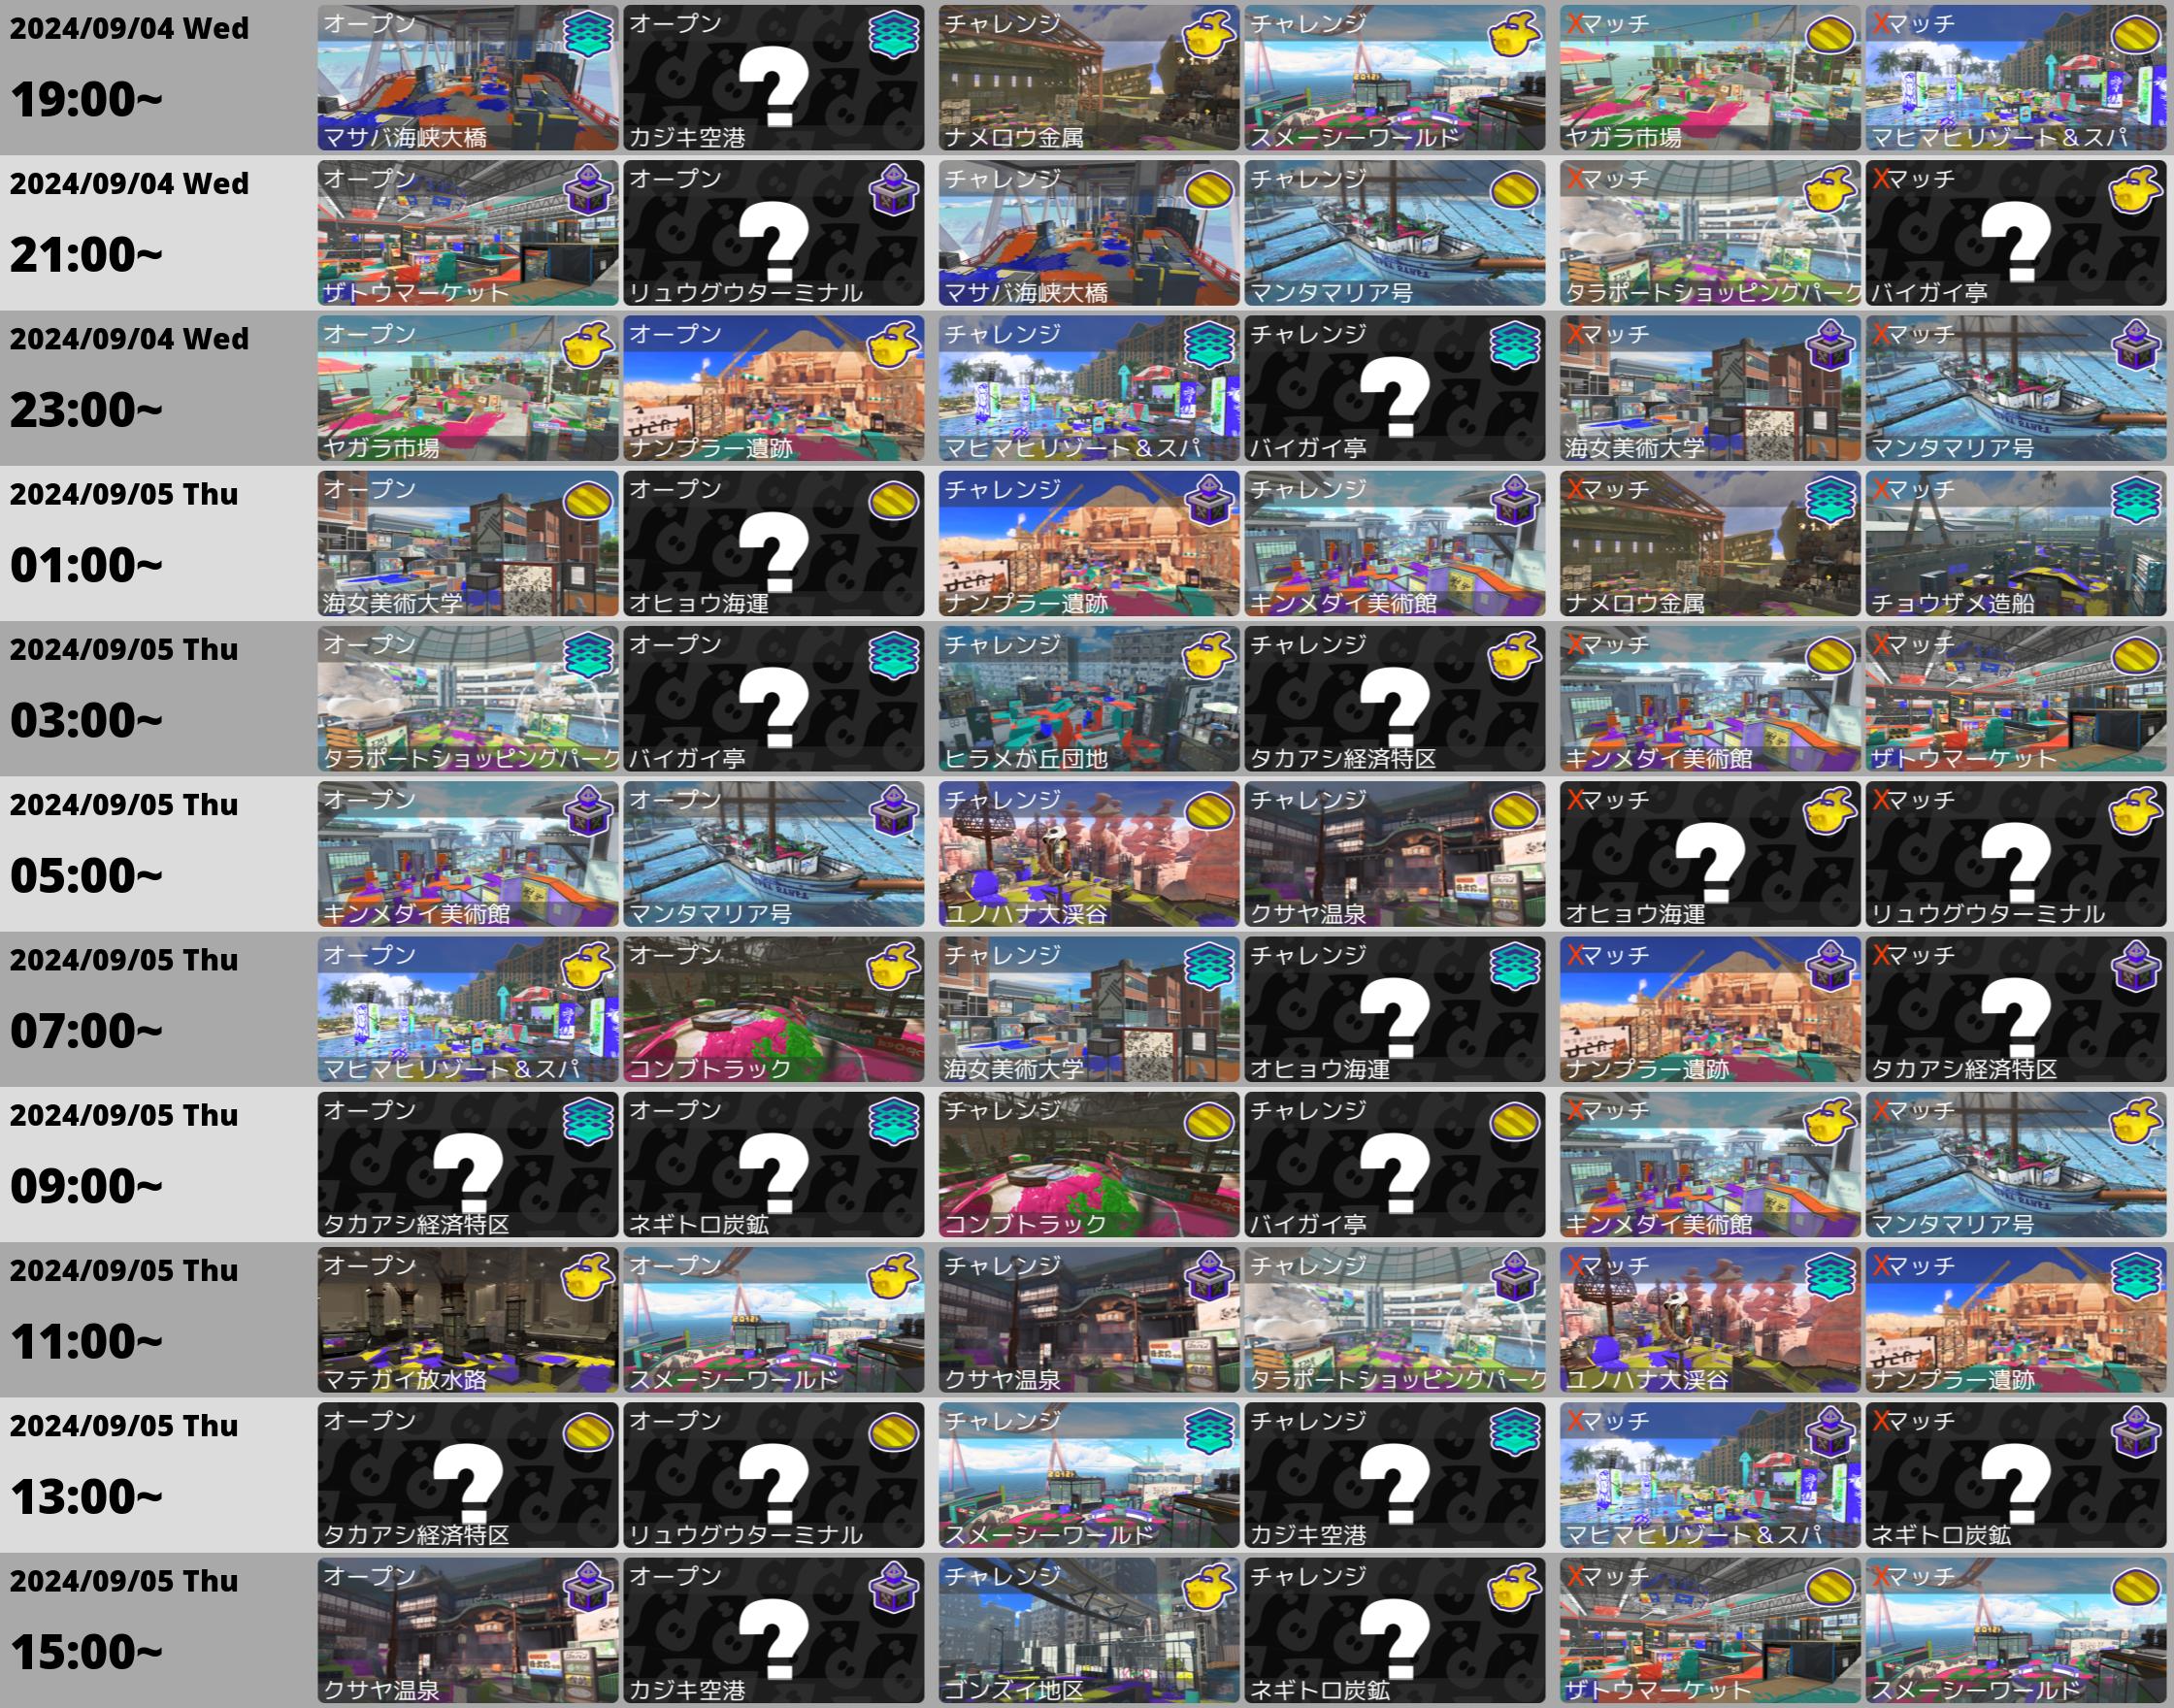 2024/09/04 Wed
19:00~
オープン
マサバ海峡大橋
オープン
カジキ空港
チャレンジ
ナメロウ金属
チャレンジ
スメーシーワールド
Xマッチ
ヤガラ市場
Xマッチ
マヒマヒリゾート＆スパ
2024/09/04 Wed
21:00~
オープン
ザトウマーケット
オープン
リュウグウターミナル
チャレンジ
マサバ海峡大橋
チャレンジ
マンタマリア号
Xマッチ
タラポートショッピングパーク
Xマッチ
バイガイ亭
2024/09/04 Wed
23:00~
オープン
ヤガラ市場
オープン
ナンプラー遺跡
チャレンジ
マヒマヒリゾート＆スパ
チャレンジ
バイガイ亭
Xマッチ
海女美術大学
Xマッチ
マンタマリア号
2024/09/05 Thu
01:00~
オープン
海女美術大学
オープン
オヒョウ海運
チャレンジ
ナンプラー遺跡
チャレンジ
キンメダイ美術館
Xマッチ
ナメロウ金属
Xマッチ
チョウザメ造船
2024/09/05 Thu
03:00~
オープン
タラポートショッピングパーク
オープン
バイガイ亭
チャレンジ
ヒラメが丘団地
チャレンジ
タカアシ経済特区
Xマッチ
キンメダイ美術館
Xマッチ
ザトウマーケット
2024/09/05 Thu
05:00~
オープン
キンメダイ美術館
オープン
マンタマリア号
チャレンジ
ユノハナ大渓谷
チャレンジ
クサヤ温泉
Xマッチ
オヒョウ海運
Xマッチ
リュウグウターミナル
2024/09/05 Thu
07:00~
オープン
マヒマヒリゾート＆スパ
オープン
コンブトラック
チャレンジ
海女美術大学
チャレンジ
オヒョウ海運
Xマッチ
ナンプラー遺跡
Xマッチ
タカアシ経済特区
2024/09/05 Thu
09:00~
オープン
タカアシ経済特区
オープン
ネギトロ炭鉱
チャレンジ
コンブトラック
チャレンジ
バイガイ亭
Xマッチ
キンメダイ美術館
Xマッチ
マンタマリア号
2024/09/05 Thu
11:00~
オープン
マテガイ放水路
オープン
スメーシーワールド
チャレンジ
クサヤ温泉
チャレンジ
タラポートショッピングパーク
Xマッチ
ユノハナ大渓谷
Xマッチ
ナンプラー遺跡
2024/09/05 Thu
13:00~
オープン
タカアシ経済特区
オープン
リュウグウターミナル
チャレンジ
スメーシーワールド
チャレンジ
カジキ空港
Xマッチ
マヒマヒリゾート＆スパ
Xマッチ
ネギトロ炭鉱
2024/09/05 Thu
15:00~
オープン
クサヤ温泉
オープン
カジキ空港
チャレンジ
ゴンズイ地区
チャレンジ
ネギトロ炭鉱
Xマッチ
ザトウマーケット
Xマッチ
スメーシーワールド